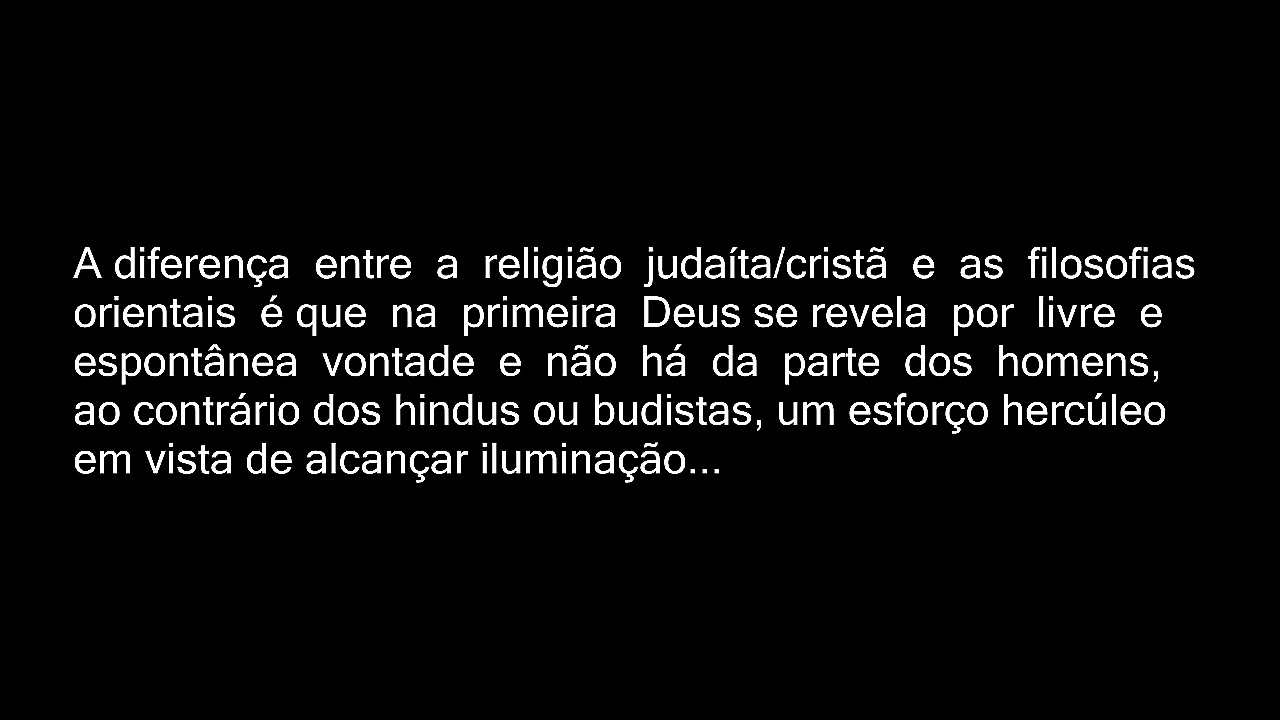 A diferença entre a religião judaíta/cristã e as filosofias
orientais é que na primeira Deus se revela por livre e
espontânea vontade e não há da parte dos homens,
ao contrário dos hindus ou budistas, um esforço hercúleo
em vista de alcançar iluminação...